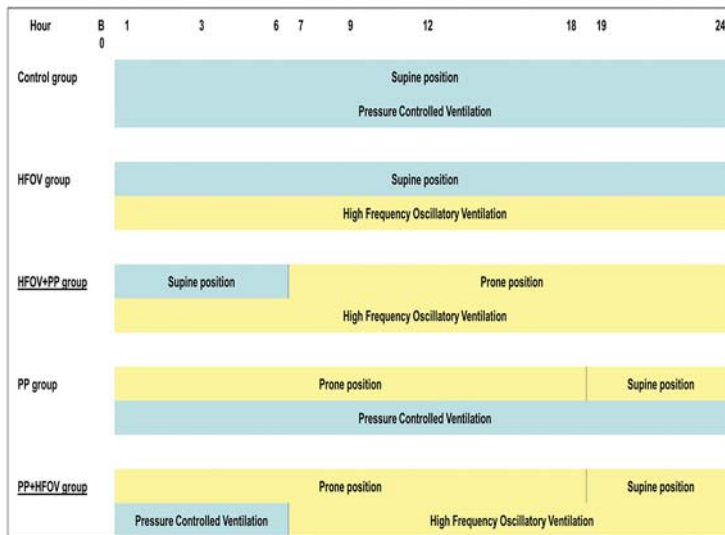 Hour B 1 3 6 7 9 12 18 19 24
0
Control group Supine position
Pressure Controlled Ventilation
HFOV group Supine position
High Frequency Oscillatory Ventilation
HFOV+PP group Supine position Prone position
High Frequency Oscillatory Ventilation
PP group Prone position Supine position
Pressure Controlled Ventilation
PP+HFOV group Prone position Supine position
Pressure Controlled Ventilation High Frequency Oscillatory Ventilation